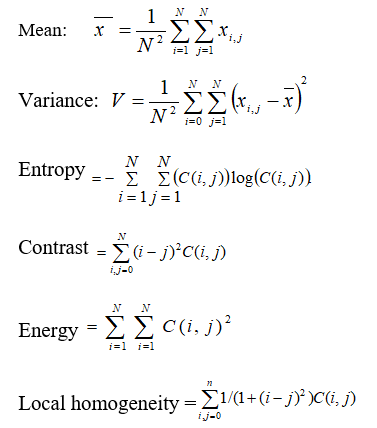 Mean: x̄ = 1/N² ∑_{i=1}^{N} ∑_{j=1}^{N} x_{i,j}
Variance: V = 1/N² ∑_{i=0}^{N} ∑_{j=1}^{N} (x_{i,j} − x̄)²
Entropy = − ∑_{i=1}^{N} ∑_{j=1}^{N} (C(i,j))log(C(i,j))
Contrast = ∑_{i,j=0}^{N} (i − j)²C(i,j)
Energy = ∑_{i=1}^{N} ∑_{i=1}^{N} C(i, j)²
Local homogeneity = ∑_{i,j=0}^{n} 1/(1+(i − j)²)C(i,j)